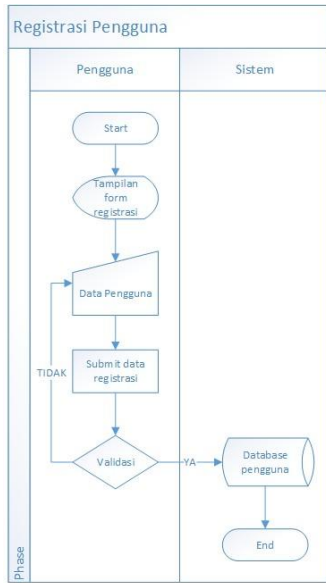 Registrasi Pengguna
Pengguna
Sistem
Start
Tampilan
form
registrasi
Data Pengguna
Submit data
registrasi
TIDAK
Validasi
YA
Database
pengguna
End
Phase